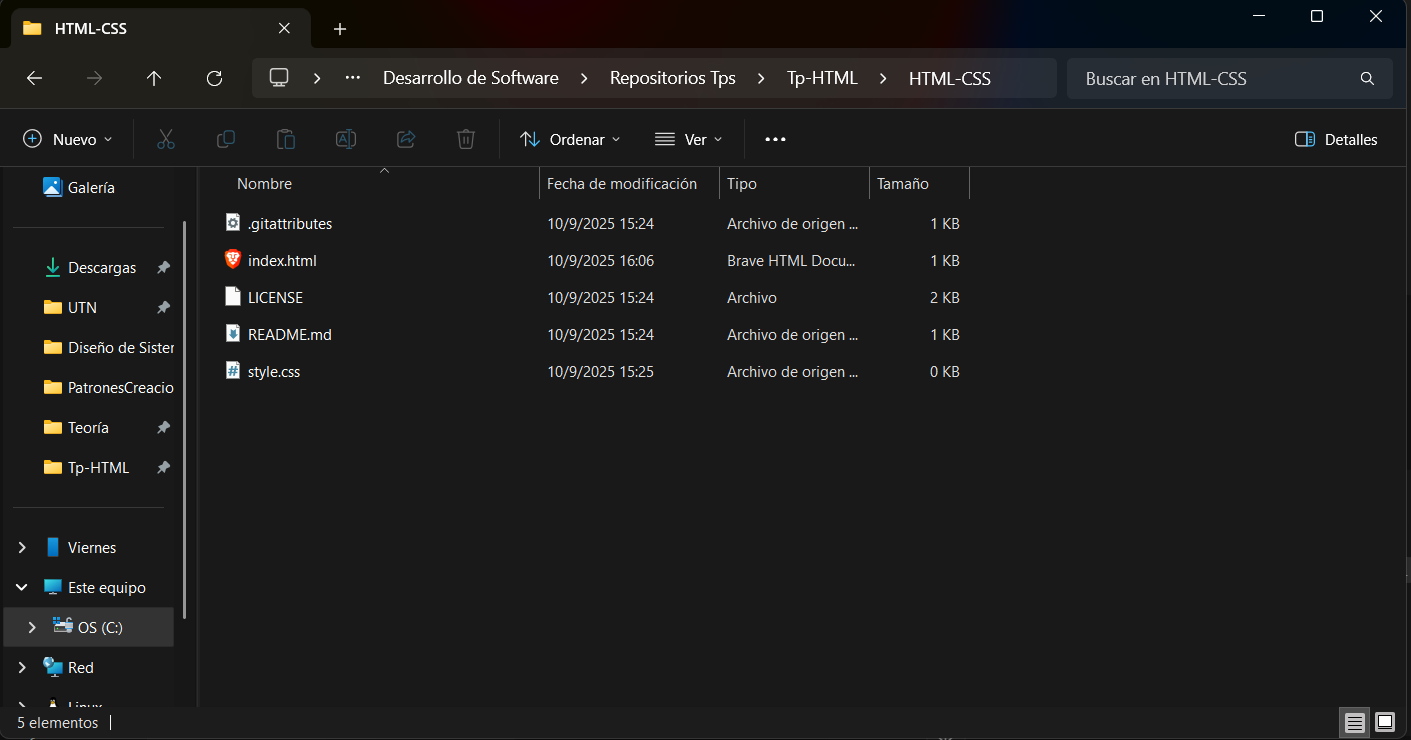 HTML-CSS
Desarrollo de Software > Repositorios Tps > Tp-HTML > HTML-CSS
Buscar en HTML-CSS
Nuevo
Ordenar
Ver
Detalles
Galería
Descargas
UTN
Diseño de Sister
PatronesCreacio
Teoría
Tp-HTML
Viernes
Este equipo
OS (C:)
Red
Linux
Nombre Fecha de modificación Tipo Tamaño
.gitattributes 10/9/2025 15:24 Archivo de origen ... 1 KB
index.html 10/9/2025 16:06 Brave HTML Docu... 1 KB
LICENSE 10/9/2025 15:24 Archivo 2 KB
README.md 10/9/2025 15:24 Archivo de origen ... 1 KB
style.css 10/9/2025 15:25 Archivo de origen ... 0 KB
5 elementos